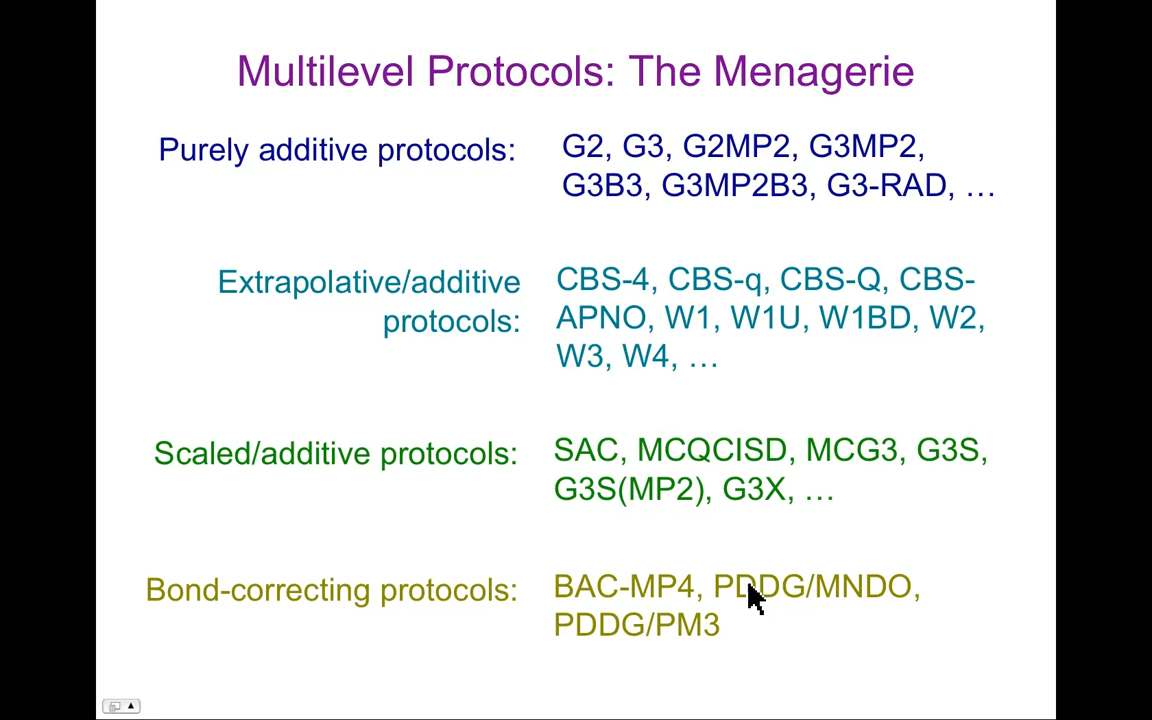 Multilevel Protocols: The Menagerie
Purely additive protocols:
G2, G3, G2MP2, G3MP2,
G3B3, G3MP2B3, G3-RAD, …
Extrapolative/additive
protocols:
CBS-4, CBS-q, CBS-Q, CBS-
APNO, W1, W1U, W1BD, W2,
W3, W4, …
Scaled/additive protocols:
SAC, MCQCISD, MCG3, G3S,
G3S(MP2), G3X, …
Bond-correcting protocols:
BAC-MP4, PDDG/MNDO,
PDDG/PM3